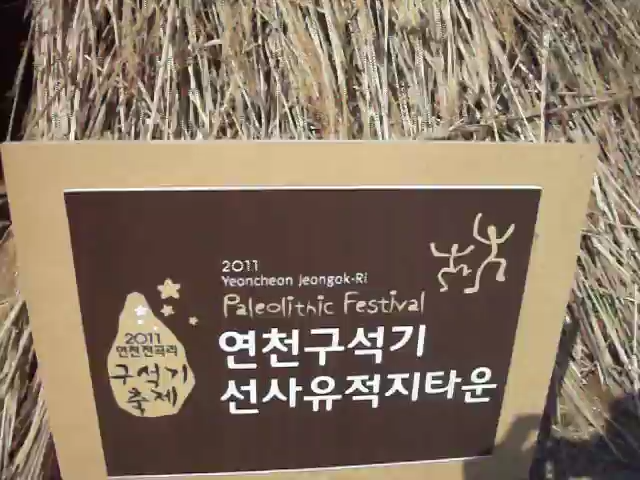 2011
Yeoncheon Jeongok-Ri
Paleolithic Festival
연천구석기
선사유적지타운
2011
연천전곡리
구석기
축제